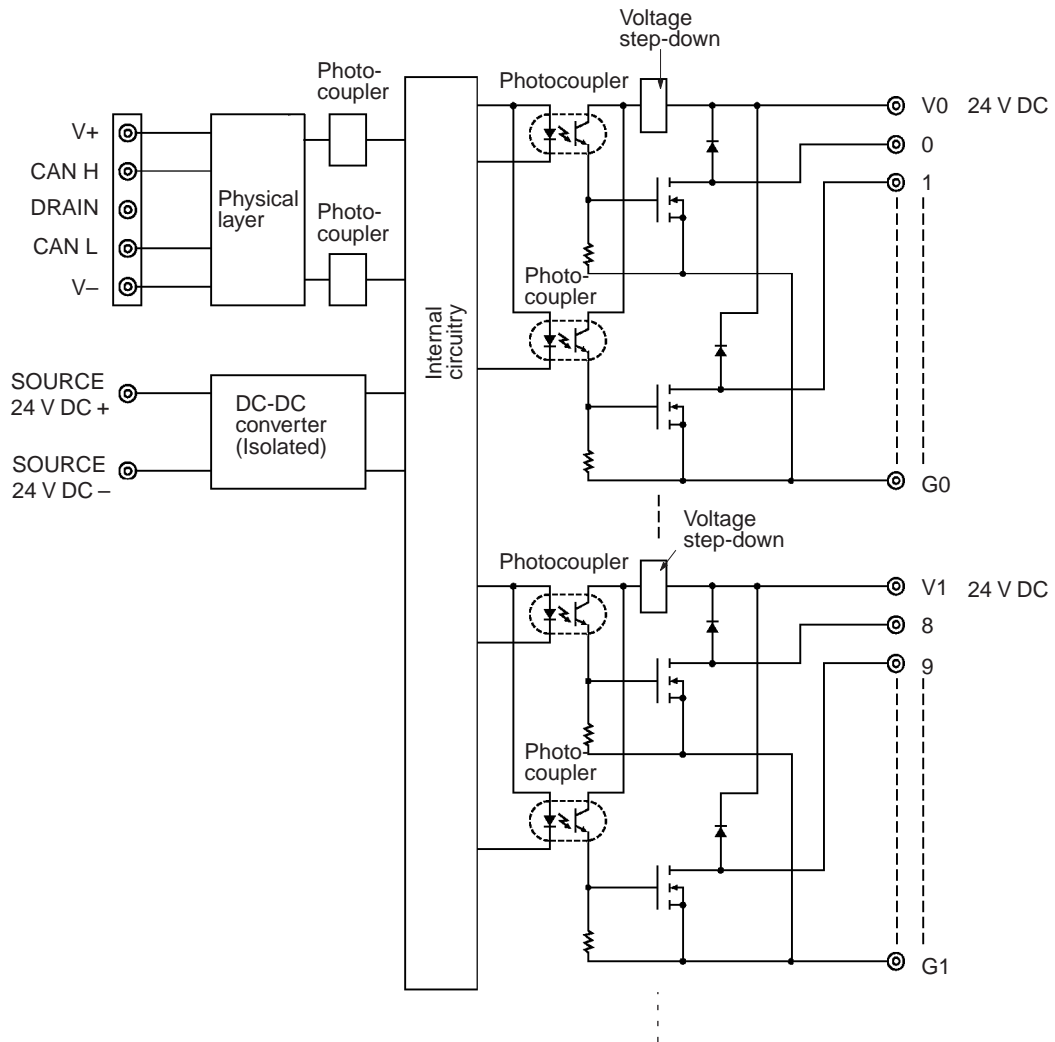 Voltage
step-down
Photo-
coupler
Photocoupler
V0 24 V DC
V+
0
CAN H
1
Physical
layer
DRAIN
Photo-
coupler
CAN L
V–
Photo-
coupler
Internal
circuitry
SOURCE
24 V DC +
DC-DC
converter
(Isolated)
SOURCE
24 V DC –
G0
Voltage
step-down
Photocoupler
V1 24 V DC
8
9
Photo-
coupler
G1